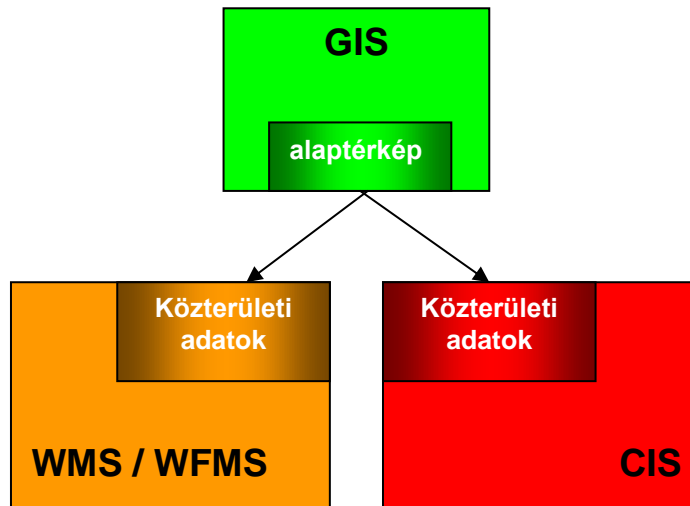 GIS
alaptérkép
Közterületi
adatok
WMS / WFMS
Közterületi
adatok
CIS